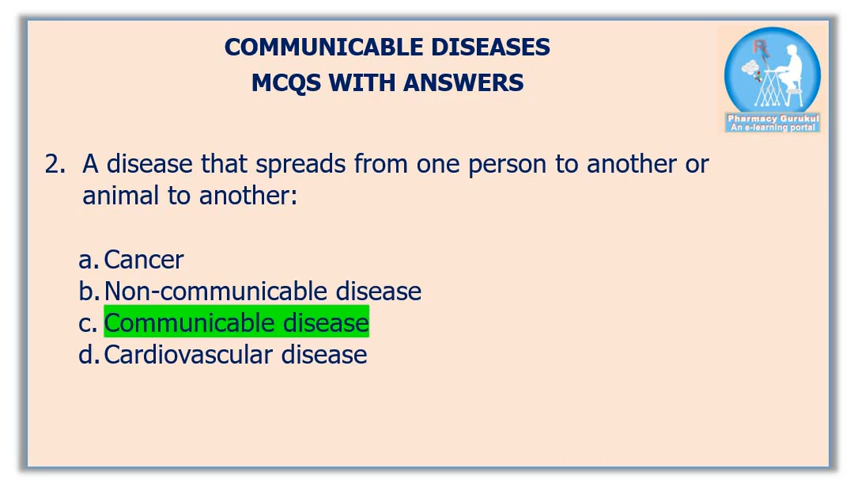 COMMUNICABLE DISEASES
MCQS WITH ANSWERS
Pharmacy Gurukul
An e-learning portal
2. A disease that spreads from one person to another or
animal to another:
a. Cancer
b. Non-communicable disease
c. Communicable disease
d. Cardiovascular disease